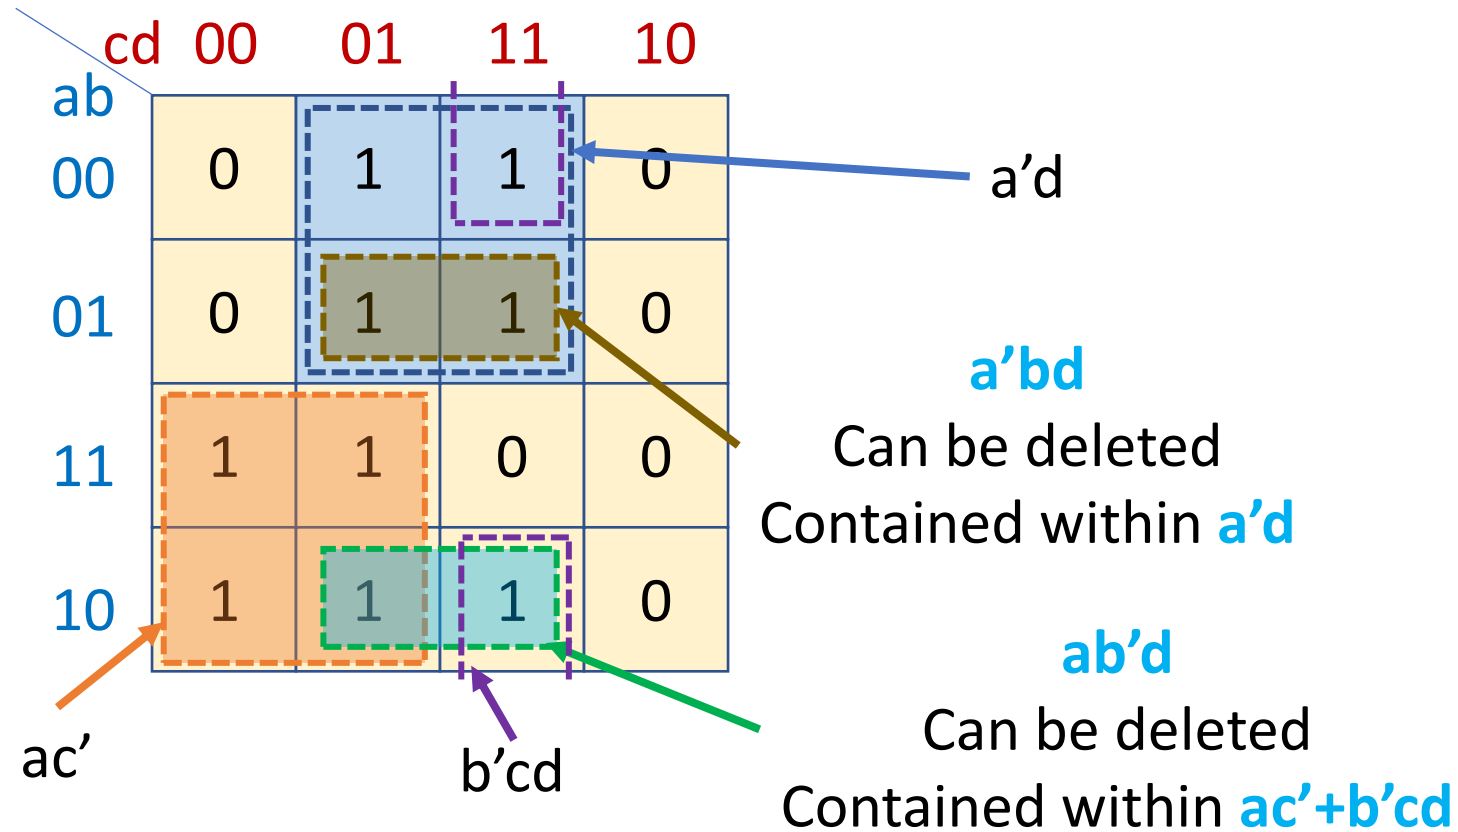 cd 00 01 11 10
ab
00 0 1 1 0
a’d
01 0 1 1 0
a’bd
Can be deleted
Contained within a’d
11 1 1 0 0
10 1 1 1 0
ab’d
Can be deleted
Contained within ac’+b’cd
ac’
b’cd